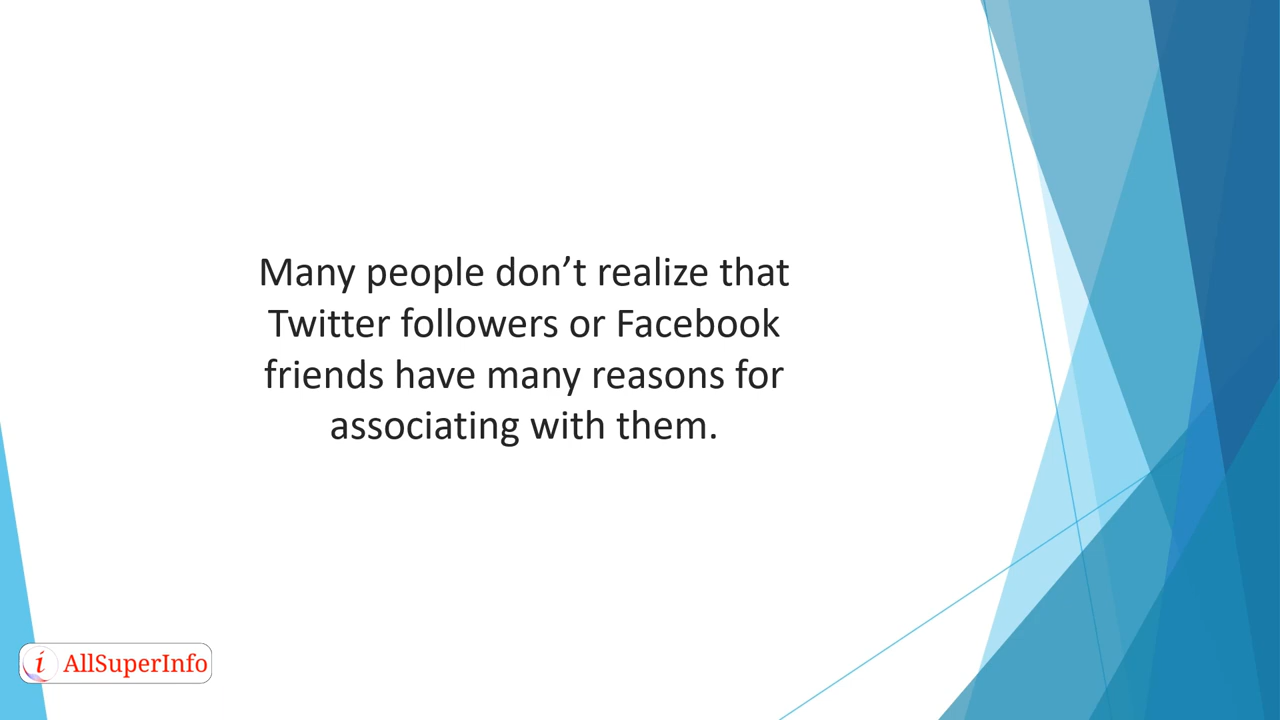 Many people don’t realize that
Twitter followers or Facebook
friends have many reasons for
associating with them.
i AllSuperInfo